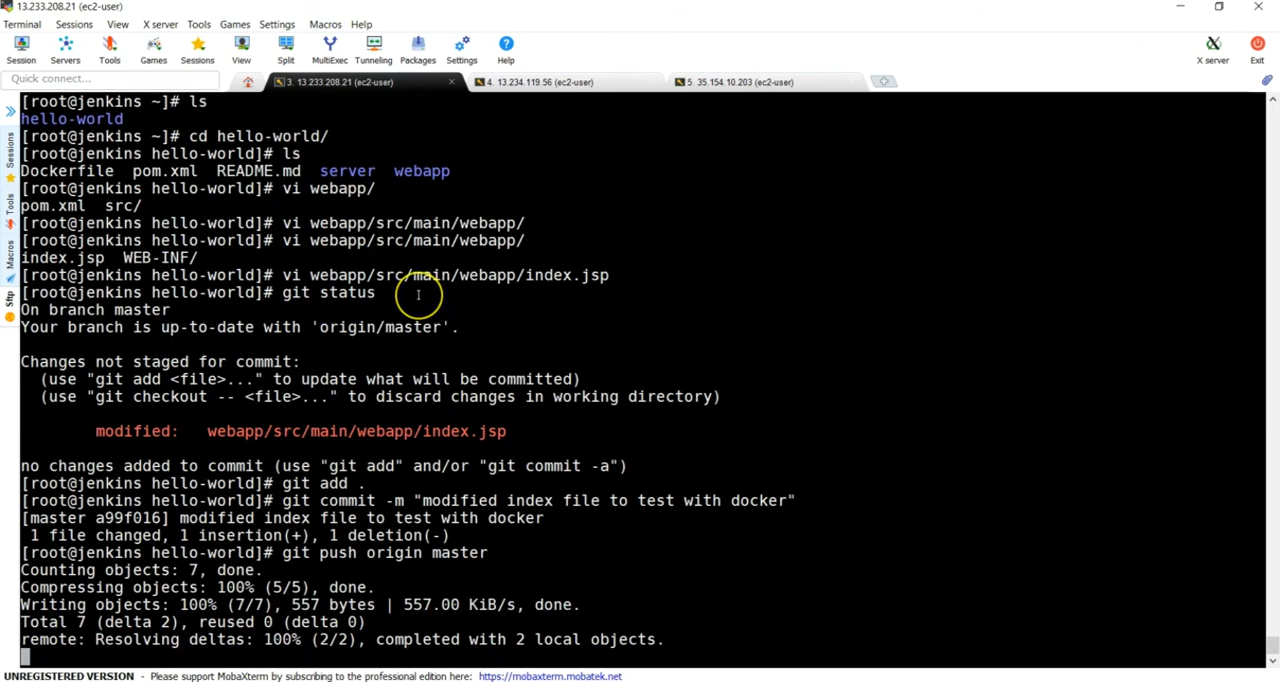 13.233.208.21 (ec2-user)
Terminal Sessions View X server Tools Games Settings Macros Help
Session Servers Tools Games Sessions View Split MultiExec Tunneling Packages Settings Help X server Exit
Quick connect... 3. 13.233.208.21 (ec2-user) 4. 13.234.119.56 (ec2-user) 5. 35.154.10.203 (ec2-user)
Sessions
Tools
Macros
Sftp
[root@jenkins ~]# ls
hello-world
[root@jenkins ~]# cd hello-world/
[root@jenkins hello-world]# ls
Dockerfile pom.xml README.md server webapp
[root@jenkins hello-world]# vi webapp/
pom.xml src/
[root@jenkins hello-world]# vi webapp/src/main/webapp/
[root@jenkins hello-world]# vi webapp/src/main/webapp/
index.jsp WEB-INF/
[root@jenkins hello-world]# vi webapp/src/main/webapp/index.jsp
[root@jenkins hello-world]# git status
On branch master
Your branch is up-to-date with 'origin/master'.
Changes not staged for commit:
(use "git add <file>..." to update what will be committed)
(use "git checkout -- <file>..." to discard changes in working directory)
modified: webapp/src/main/webapp/index.jsp
no changes added to commit (use "git add" and/or "git commit -a")
[root@jenkins hello-world]# git add .
[root@jenkins hello-world]# git commit -m "modified index file to test with docker"
[master a99f016] modified index file to test with docker
1 file changed, 1 insertion(+), 1 deletion(-)
[root@jenkins hello-world]# git push origin master
Counting objects: 7, done.
Compressing objects: 100% (5/5), done.
Writing objects: 100% (7/7), 557 bytes | 557.00 KiB/s, done.
Total 7 (delta 2), reused 0 (delta 0)
remote: Resolving deltas: 100% (2/2), completed with 2 local objects.
UNREGISTERED VERSION - Please support MobaXterm by subscribing to the professional edition here: https://mobaxterm.mobatek.net